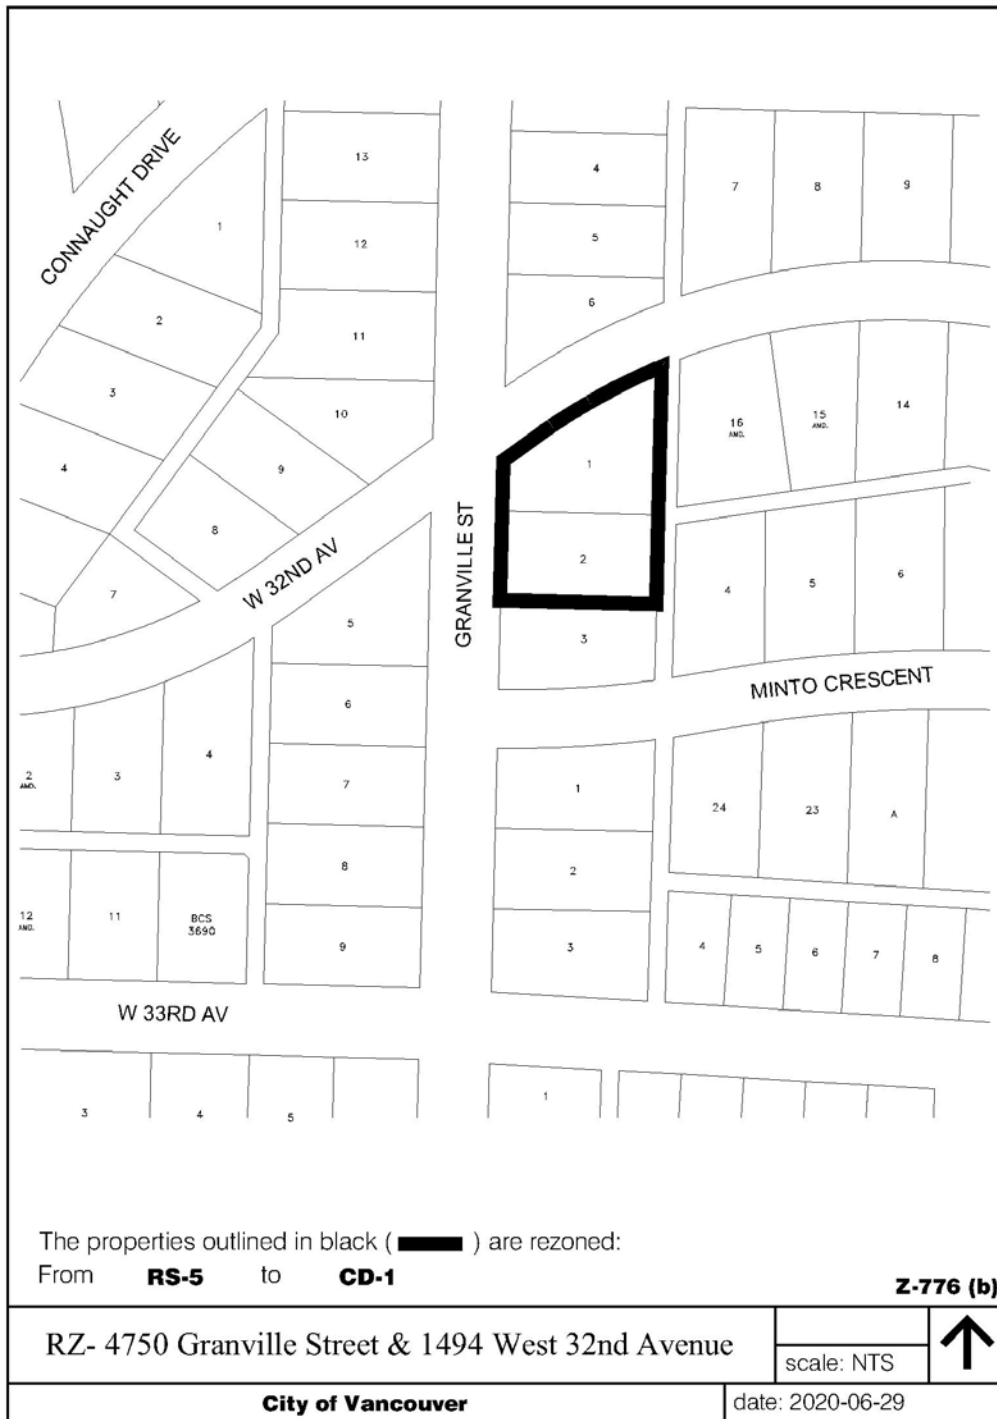 CONNAUGHT DRIVE
13
4
7
8
9
1
12
5
2
11
6
3
10
1
16
AMD.
15
AMD.
14
4
9
8
2
7
W 32ND AV
GRANVILLE ST
5
3
4
5
6
MINTO CRESCENT
6
2
AMD.
3
4
7
1
24
23
A
8
2
12
AMD.
11
BCS
3690
9
3
4
5
6
7
8
W 33RD AV
3
4
5
1
The properties outlined in black ( ) are rezoned:
From RS-5 to CD-1
Z-776 (b)
RZ- 4750 Granville Street & 1494 West 32nd Avenue
scale: NTS
City of Vancouver
date: 2020-06-29